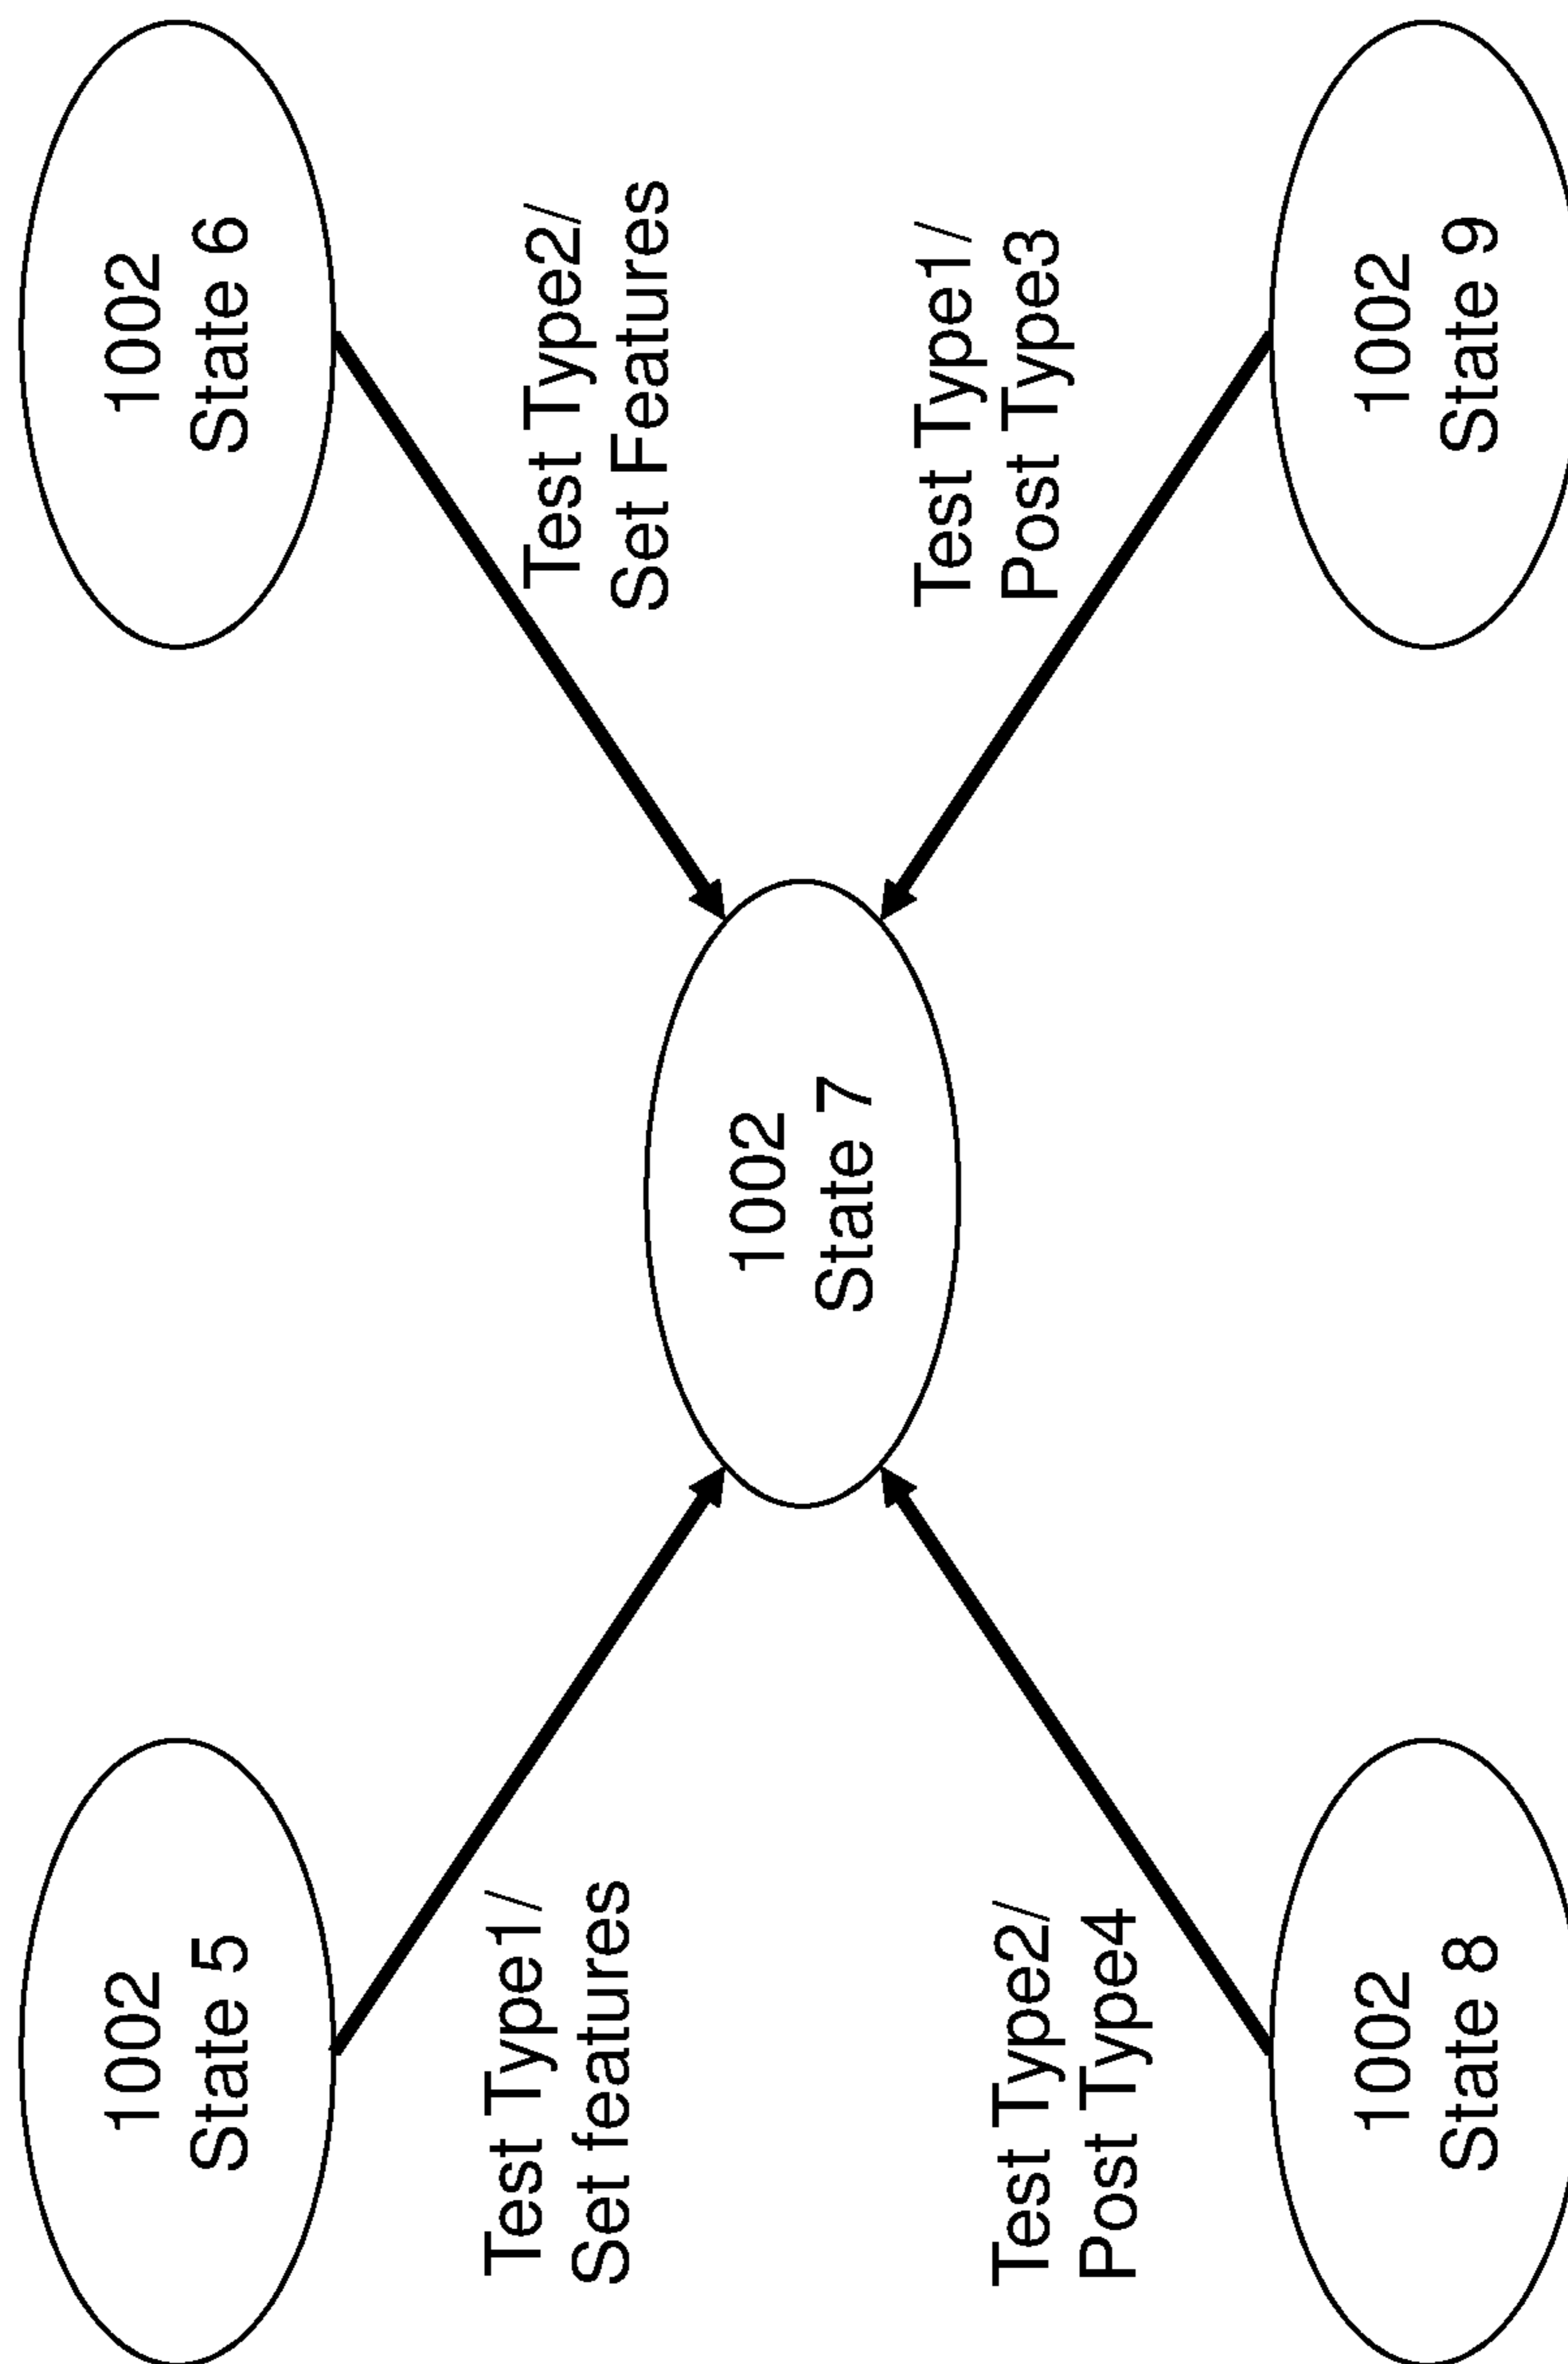 1002
State 5
1002
State 6
Test Type1/
Set features
Test Type2/
Set Features
1002
State 7
Test Type2/
Post Type4
Test Type1/
Post Type3
1002
State 8
1002
State 9